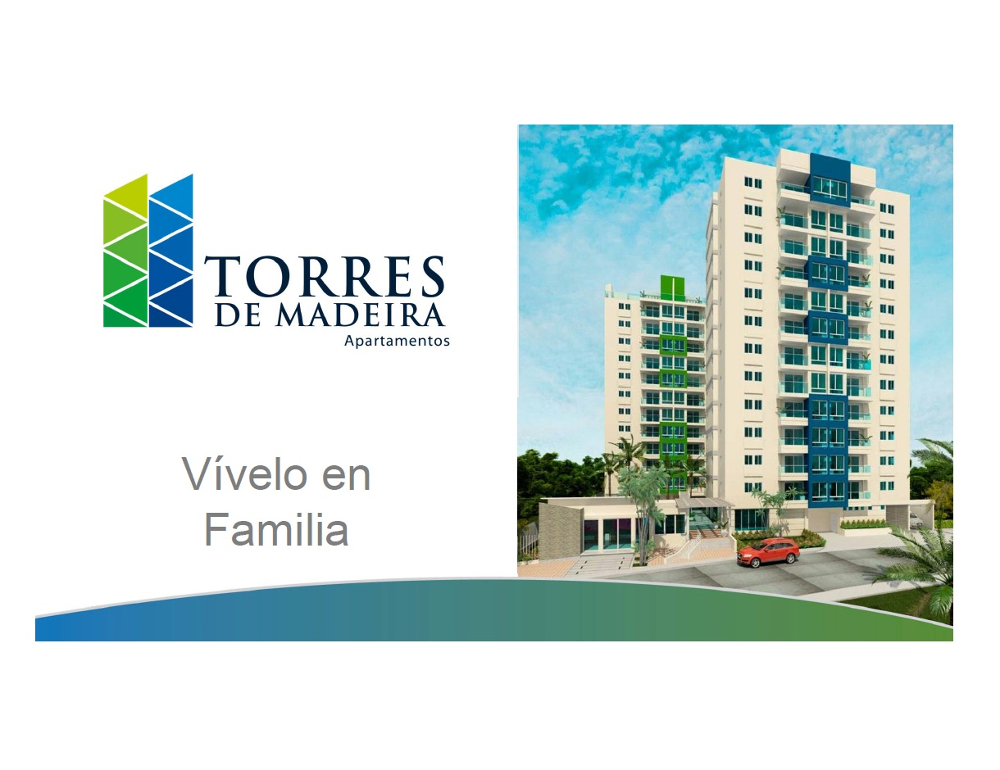 TORRES
DE MADEIRA
Apartamentos
Vívelo en
Familia